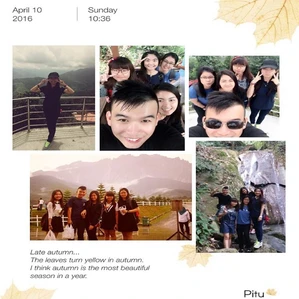 April 10
2016
Sunday
10:36
Late autumn...
The leaves turn yellow in autumn.
I think autumn is the most beautiful
season in a year.
Pitu